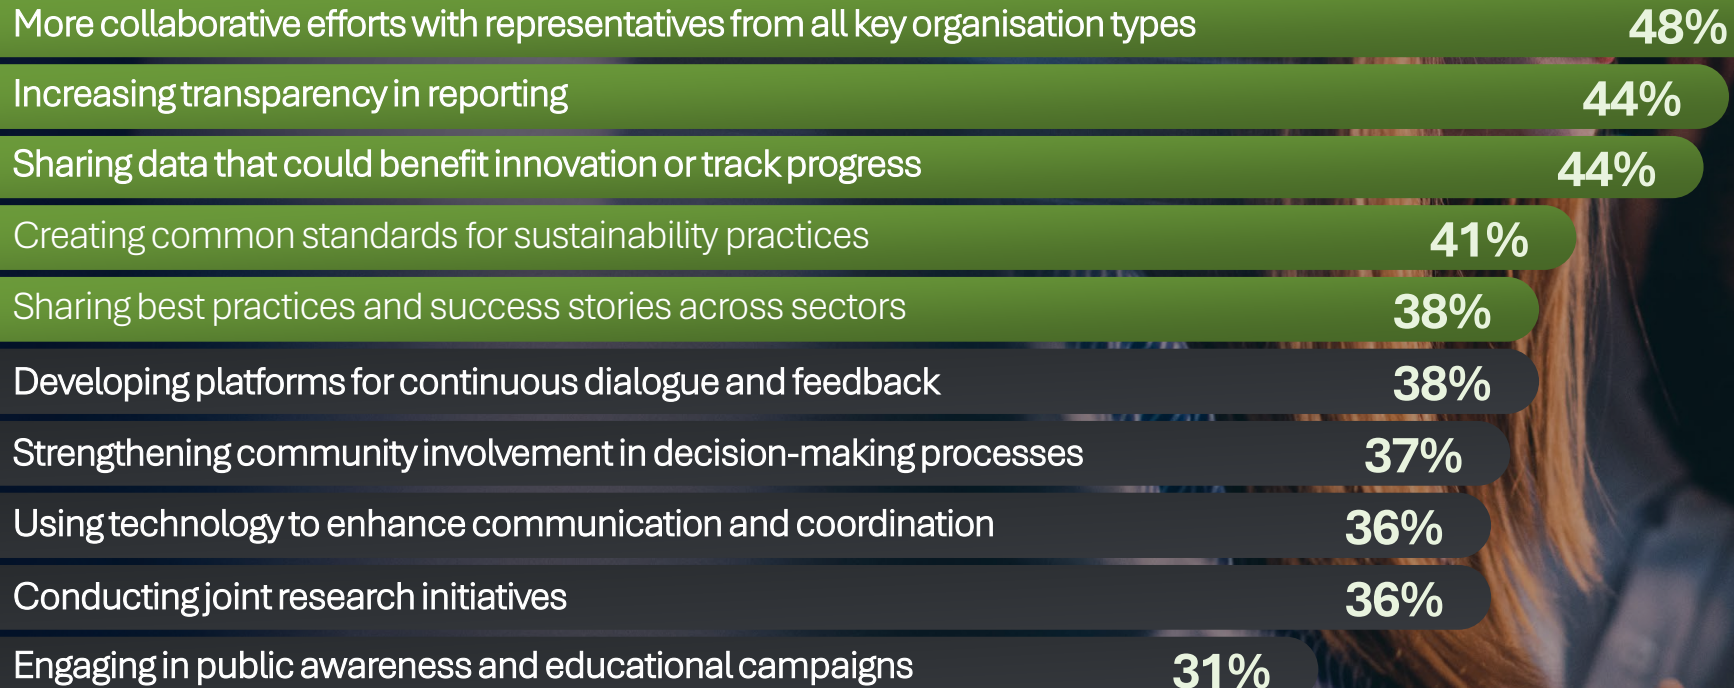 More collaborative efforts with representatives from all key organisation types 48%
Increasing transparency in reporting 44%
Sharing data that could benefit innovation or track progress 44%
Creating common standards for sustainability practices 41%
Sharing best practices and success stories across sectors 38%
Developing platforms for continuous dialogue and feedback 38%
Strengthening community involvement in decision-making processes 37%
Using technology to enhance communication and coordination 36%
Conducting joint research initiatives 36%
Engaging in public awareness and educational campaigns 31%